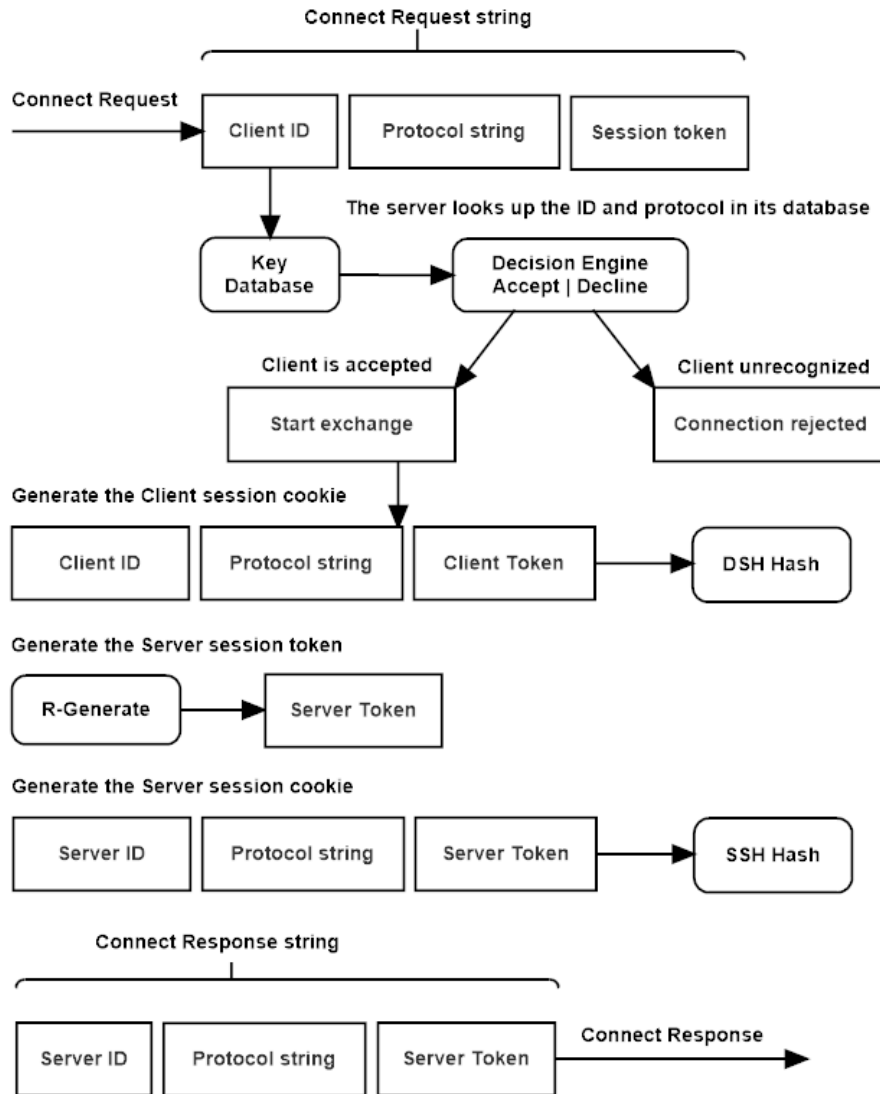 Connect Request string
Connect Request
Client ID
Protocol string
Session token
The server looks up the ID and protocol in its database
Key
Database
Decision Engine
Accept | Decline
Client is accepted
Client unrecognized
Start exchange
Connection rejected
Generate the Client session cookie
Client ID
Protocol string
Client Token
DSH Hash
Generate the Server session token
R-Generate
Server Token
Generate the Server session cookie
Server ID
Protocol string
Server Token
SSH Hash
Connect Response string
Server ID
Protocol string
Server Token
Connect Response